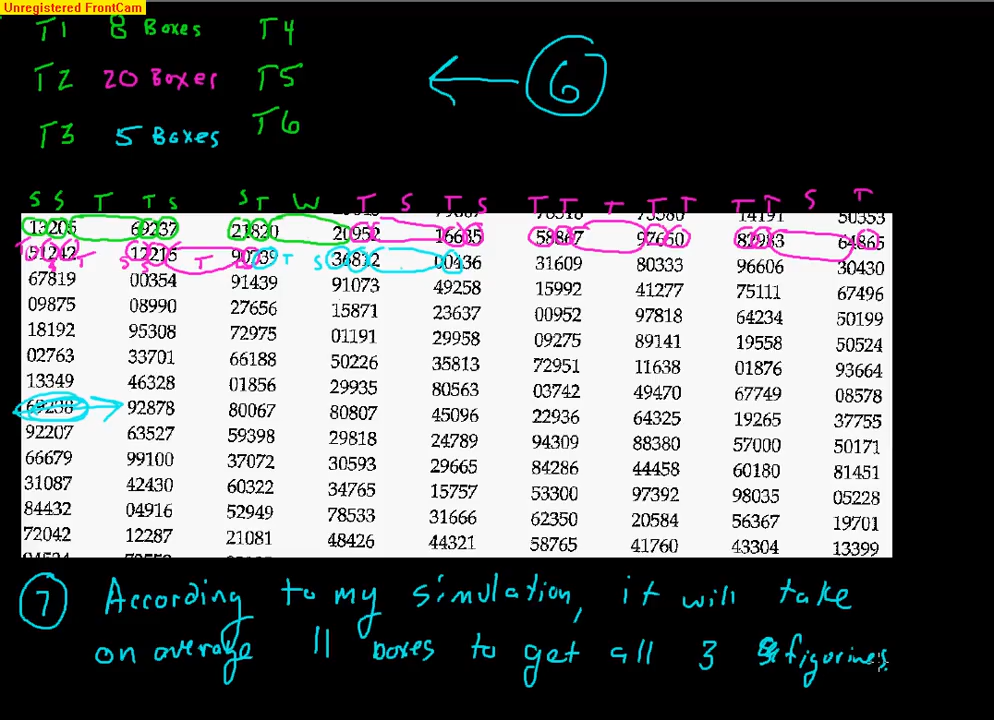 Unregistered FrontCam
T1 8 Boxes T4
T2 20 Boxes T5
T3 5 Boxes T6
6
S S T T S S T W T S T S T T T T T T T S T
14191 50353
13205 69237 21820 20952 16635 58867 97660 82983 64865
51242 12215 90739 36812 00436 31609 80333 96606 30430
67819 00354 91439 91073 49258 15992 41277 75111 67496
09875 08990 27656 15871 23637 00952 97818 64234 50199
18192 95308 72975 01191 29958 09275 89141 19558 50524
02763 33701 66188 50226 35813 72951 11638 01876 93664
13349 46328 01856 29935 80563 03742 49470 67749 08578
69238 92878 80067 80807 45096 22936 64325 19265 37755
92207 63527 59398 29818 24789 94309 88380 57000 50171
66679 99100 37072 30593 29665 84286 44458 60180 81451
31087 42430 60322 34765 15757 53300 97392 98035 05228
84432 04916 52949 78533 31666 62350 20584 56367 19701
72042 12287 21081 48426 44321 58765 41760 43304 13399
7 According to my simulation, it will take
on average 11 boxes to get all 3 figorines